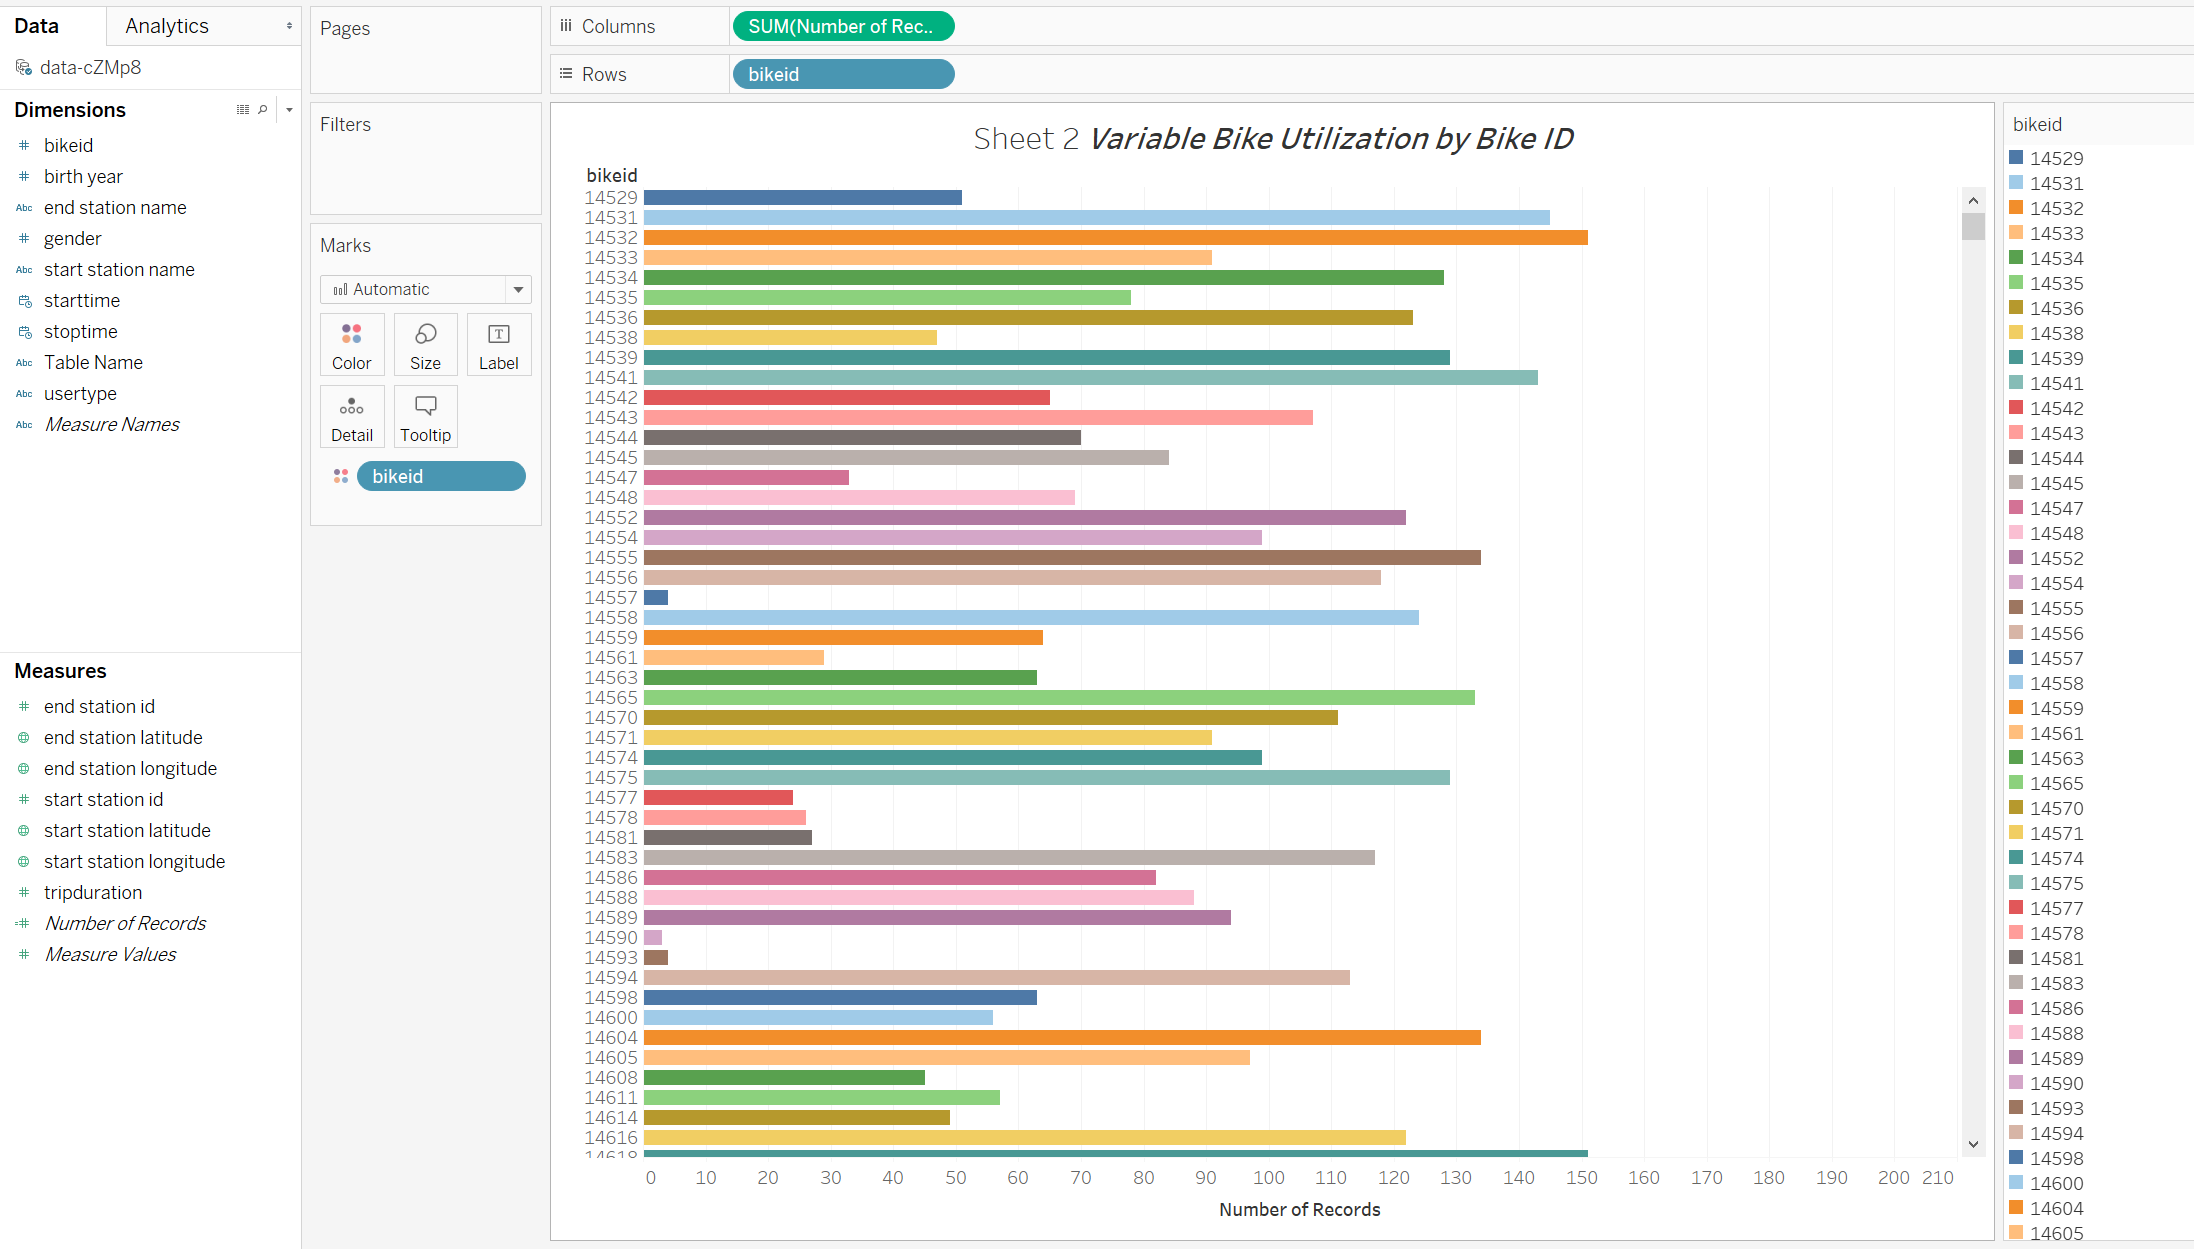 Data
Analytics
data-cZMp8
Dimensions
# bikeid
# birth year
Abc end station name
# gender
Abc start station name
starttime
stoptime
Abc Table Name
Abc usertype
Abc Measure Names
Measures
# end station id
end station latitude
end station longitude
# start station id
start station latitude
start station longitude
# tripduration
=# Number of Records
# Measure Values
Pages
Filters
Marks
Automatic
Color
Size
T
Label
Detail
Tooltip
bikeid
Columns
SUM(Number of Rec..
Rows
bikeid
Sheet 2 Variable Bike Utilization by Bike ID
bikeid
14529
14531
14532
14533
14534
14535
14536
14538
14539
14541
14542
14543
14544
14545
14547
14548
14552
14554
14555
14556
14557
14558
14559
14561
14563
14565
14570
14571
14574
14575
14577
14578
14581
14583
14586
14588
14589
14590
14593
14594
14598
14600
14604
14605
14608
14611
14614
14616
14618
0 10 20 30 40 50 60 70 80 90 100 110 120 130 140 150 160 170 180 190 200 210
Number of Records
bikeid
14529
14531
14532
14533
14534
14535
14536
14538
14539
14541
14542
14543
14544
14545
14547
14548
14552
14554
14555
14556
14557
14558
14559
14561
14563
14565
14570
14571
14574
14575
14577
14578
14581
14583
14586
14588
14589
14590
14593
14594
14598
14600
14604
14605